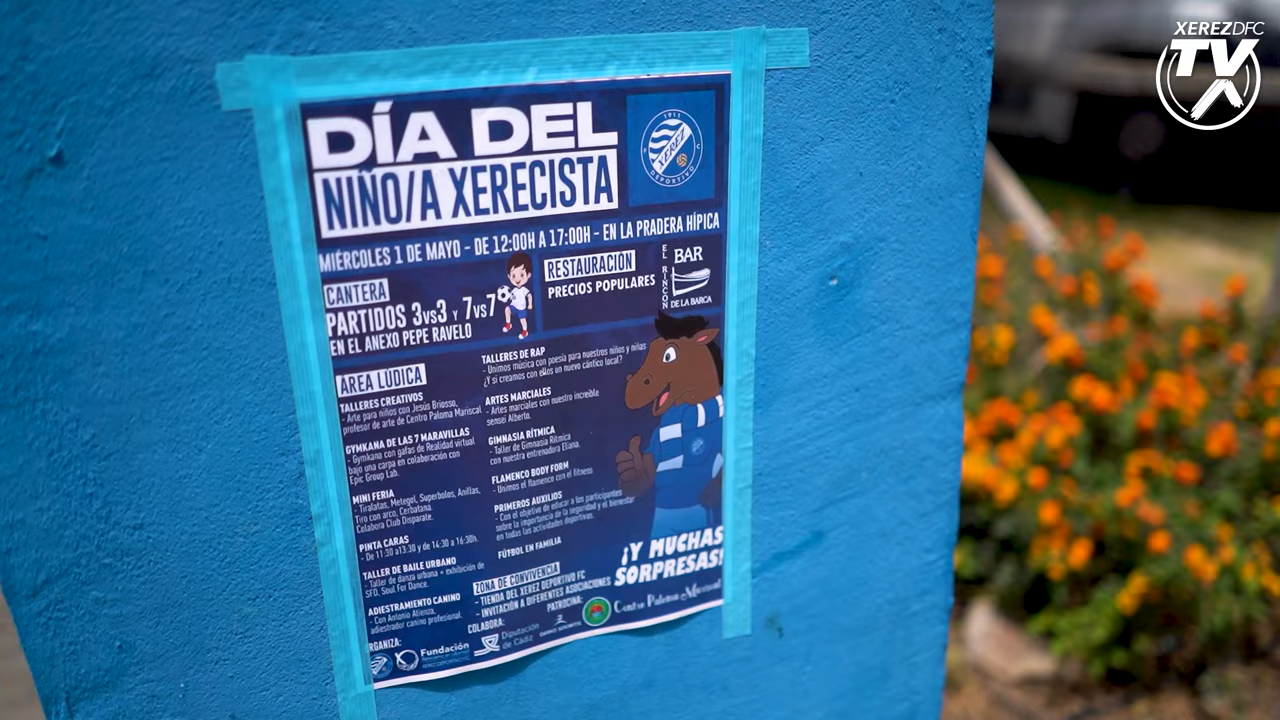 XEREZDFC
TV
X
DÍA DEL
NIÑO/A XERECISTA
1911
XEREZ
DEPORTIVO
F C
MIÉRCOLES 1 DE MAYO - DE 12:00H A 17:00H - EN LA PRADERA HÍPICA
CANTERA
PARTIDOS 3vs3 Y 7vs7
EN EL ANEXO PEPE RAVELO
RESTAURACIÓN
PRECIOS POPULARES
EL RINCON
BAR
DE LA BARCA
ÁREA LÚDICA
TALLERES CREATIVOS
- Arte para niños con Jesús Briosso,
profesor de arte de Centro Paloma Mariscal
GYMKANA DE LAS 7 MARAVILLAS
- Gymkana con gafas de Realidad virtual
bajo una carpa en colaboración con
Epic Group Lab.
MINI FERIA
- Tiralatas, Metegol, Superbolos, Anillas,
Tiro con arco, Cerbatana.
Colabora Club Disparate.
PINTA CARAS
- De 11:30 a13:30 y de 14:30 a 16:30h.
TALLER DE BAILE URBANO
- Taller de danza urbana + exhibición de
SFD, Soul For Dance.
ADIESTRAMIENTO CANINO
- Con Antonio Atienza,
adiestrador canino profesional.
TALLERES DE RAP
- Unimos música con poesía para nuestros niños y niñas
¿Y si creamos con ellos un nuevo cántico local?
ARTES MARCIALES
- Artes marciales con nuestro increíble
sensei Alberto.
GIMNASIA RÍTMICA
- Taller de Gimnasia Rítmica
con nuestra entrenadora Eliana.
FLAMENCO BODY FORM
- Unimos el flamenco con el fitness
PRIMEROS AUXILIOS
- Con el objetivo de educar a los participantes
sobre la importancia de la seguridad y el bienestar
en todas las actividades deportivas.
FÚTBOL EN FAMILIA
ZONA DE CONVIVENCIA
- TIENDA DEL XEREZ DEPORTIVO FC
- INVITACIÓN A DIFERENTES ASOCIACIONES
¡Y MUCHAS
SORPRESAS!
RGANIZA:
Fundación
XEREZ DEPORTIVO FC
COLABORA:
Diputación
de Cádiz
PATROCINA:
Centro Paloma Mariscal